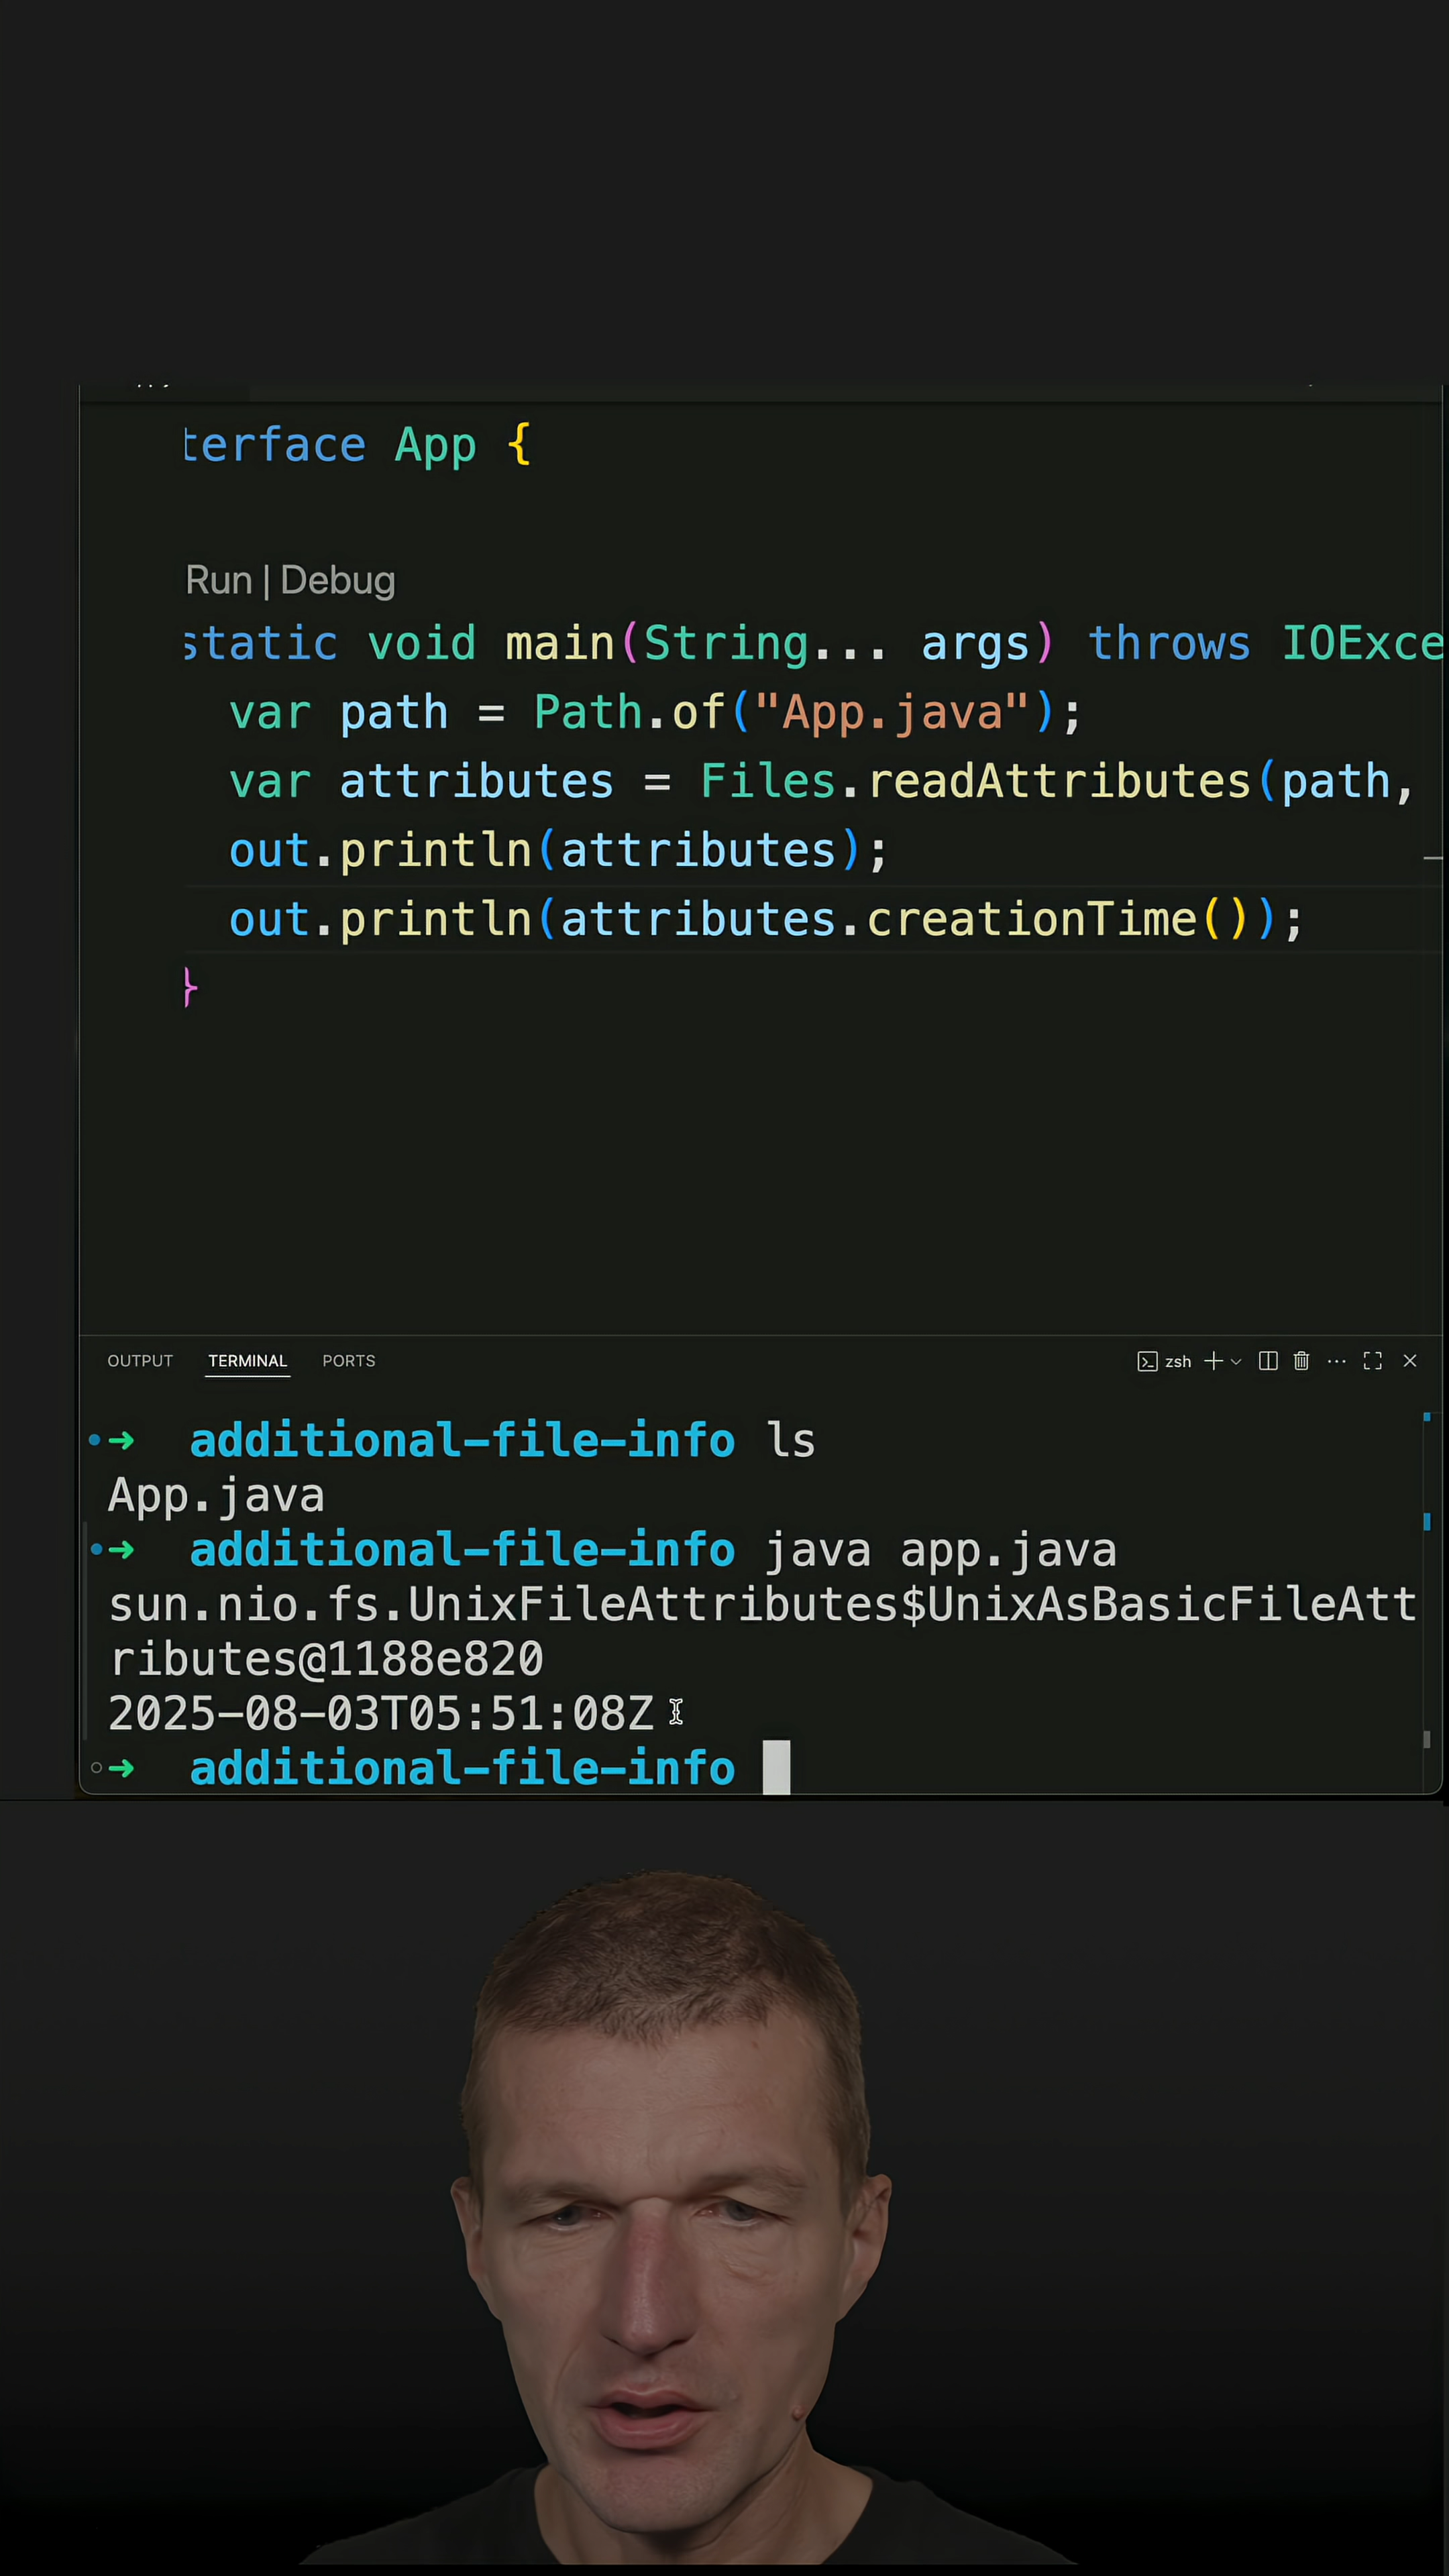 terface App {
Run | Debug
static void main(String... args) throws IOExce
var path = Path.of("App.java");
var attributes = Files.readAttributes(path,
out.println(attributes);
out.println(attributes.creationTime());
}
OUTPUT TERMINAL PORTS zsh
➜ additional-file-info ls
App.java
➜ additional-file-info java app.java
sun.nio.fs.UnixFileAttributes$UnixAsBasicFileAtt
ributes@1188e820
2025-08-03T05:51:08Z
➜ additional-file-info